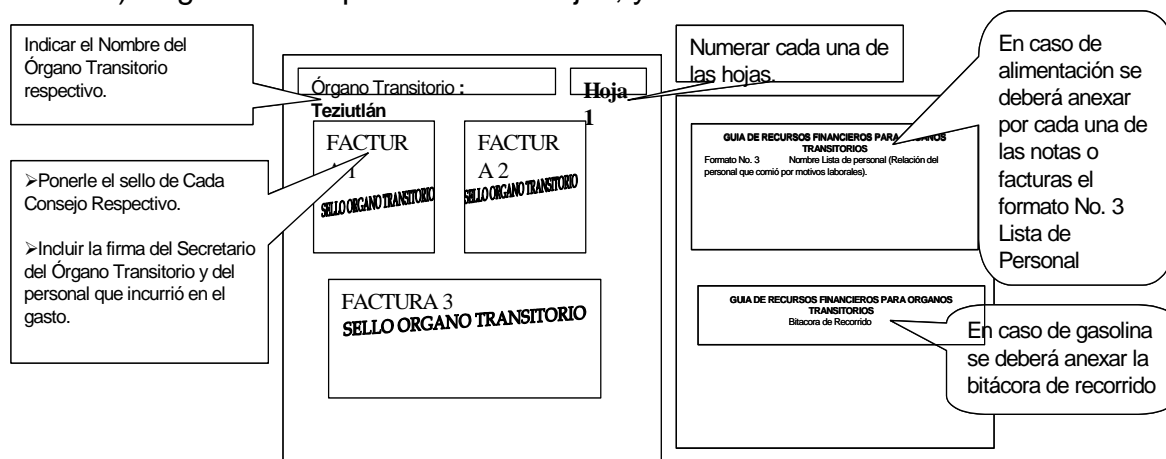 Indicar el Nombre del
Órgano Transitorio
respectivo.
➢Ponerle el sello de Cada
Consejo Respectivo.
➢Incluir la firma del Secretario
del Órgano Transitorio y del
personal que incurrió en el
gasto.
Órgano Transitorio :
Teziutlán
Hoja
1
FACTUR
A 1
SELLO ORGANO TRANSITORIO
FACTUR
A 2
SELLO ORGANO TRANSITORIO
FACTURA 3
SELLO ORGANO TRANSITORIO
Numerar cada una de
las hojas.
GUIA DE RECURSOS FINANCIEROS PARA ORGANOS
TRANSITORIOS
Formato No. 3 Nombre Lista de personal (Relación del
personal que comió por motivos laborales).
GUIA DE RECURSOS FINANCIEROS PARA ORGANOS
TRANSITORIOS
Bitacora de Recorrido
En caso de
alimentación se
deberá anexar
por cada una de
las notas o
facturas el
formato No. 3
Lista de
Personal
En caso de gasolina
se deberá anexar la
bitácora de recorrido